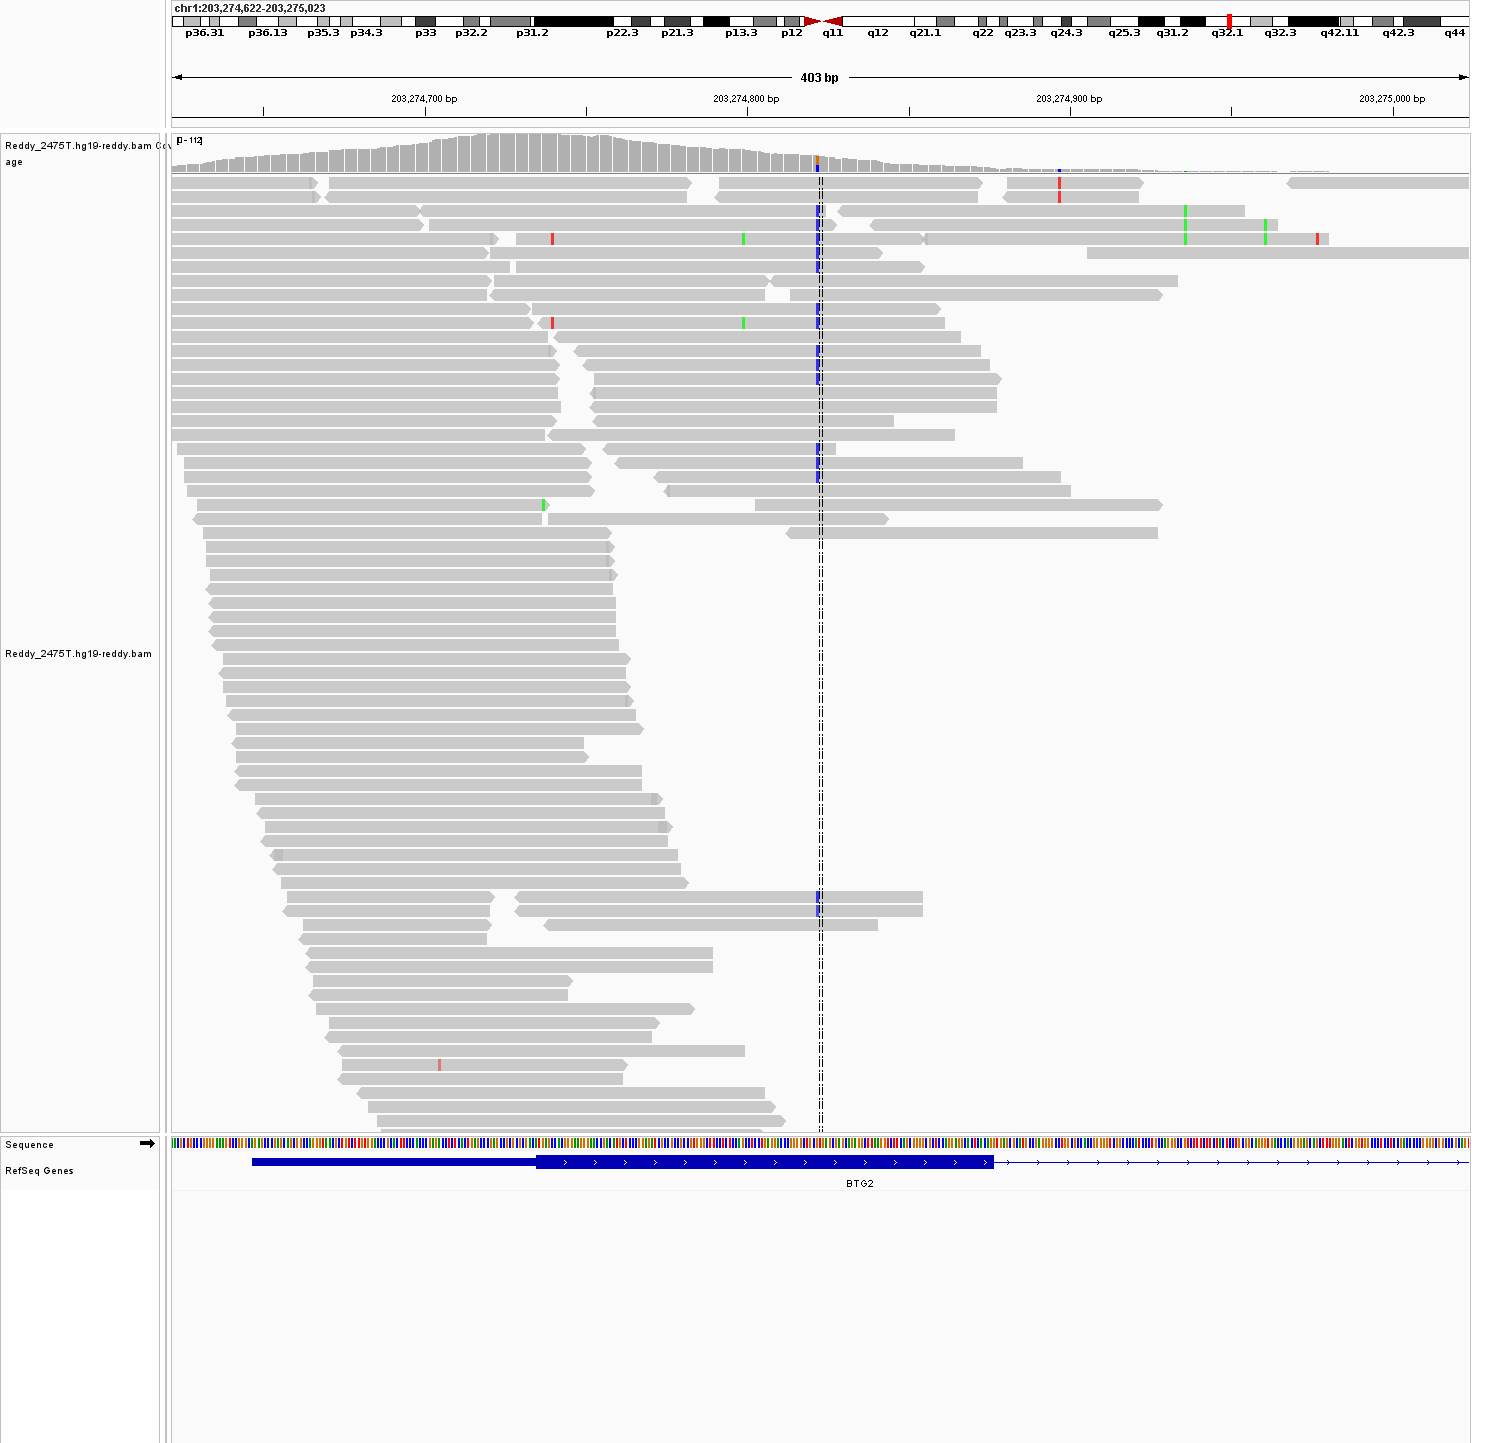 chr1:203,274,622-203,275,023
p36.31 p36.13 p35.3 p34.3 p33 p32.2 p31.2 p22.3 p21.3 p13.3 p12 q11 q12 q21.1 q22 q23.3 q24.3 q25.3 q31.2 q32.1 q32.3 q42.11 q42.3 q44
403 bp
203,274,700 bp 203,274,800 bp 203,274,900 bp 203,275,000 bp
[0 - 112]
Reddy_2475T.hg19-reddy.bam Cov
age
Reddy_2475T.hg19-reddy.bam
Sequence
RefSeq Genes
BTG2